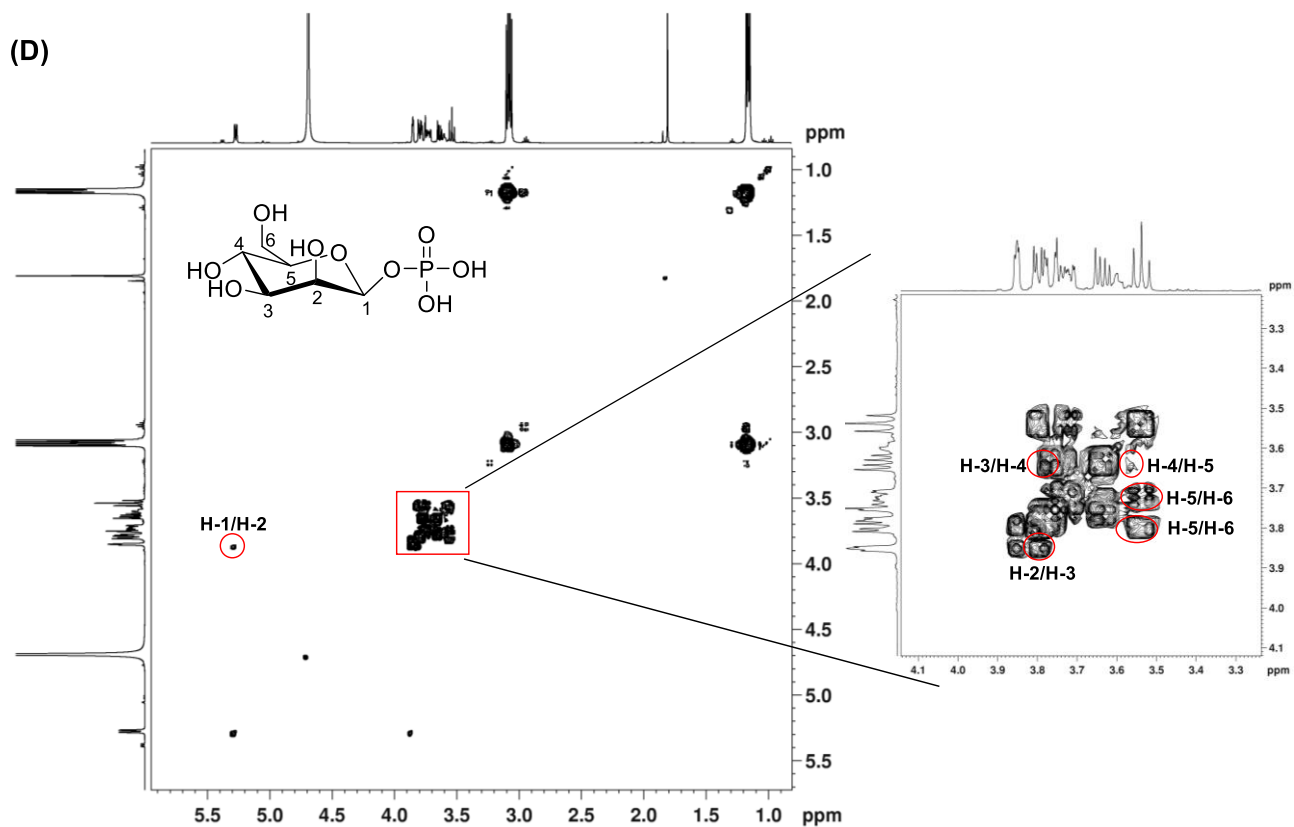 (D)
ppm
1.0
1.5
2.0
2.5
3.0
3.5
4.0
4.5
5.0
5.5
5.5 5.0 4.5 4.0 3.5 3.0 2.5 2.0 1.5 1.0 ppm
OH
4 6 HO O O
HO 5 O P OH
HO 3 2 1 OH
H-1/H-2
ppm
3.3
3.4
3.5
3.6
3.7
3.8
3.9
4.0
4.1
H-3/H-4 H-4/H-5
H-5/H-6
H-5/H-6
H-2/H-3
4.1 4.0 3.9 3.8 3.7 3.6 3.5 3.4 3.3 ppm